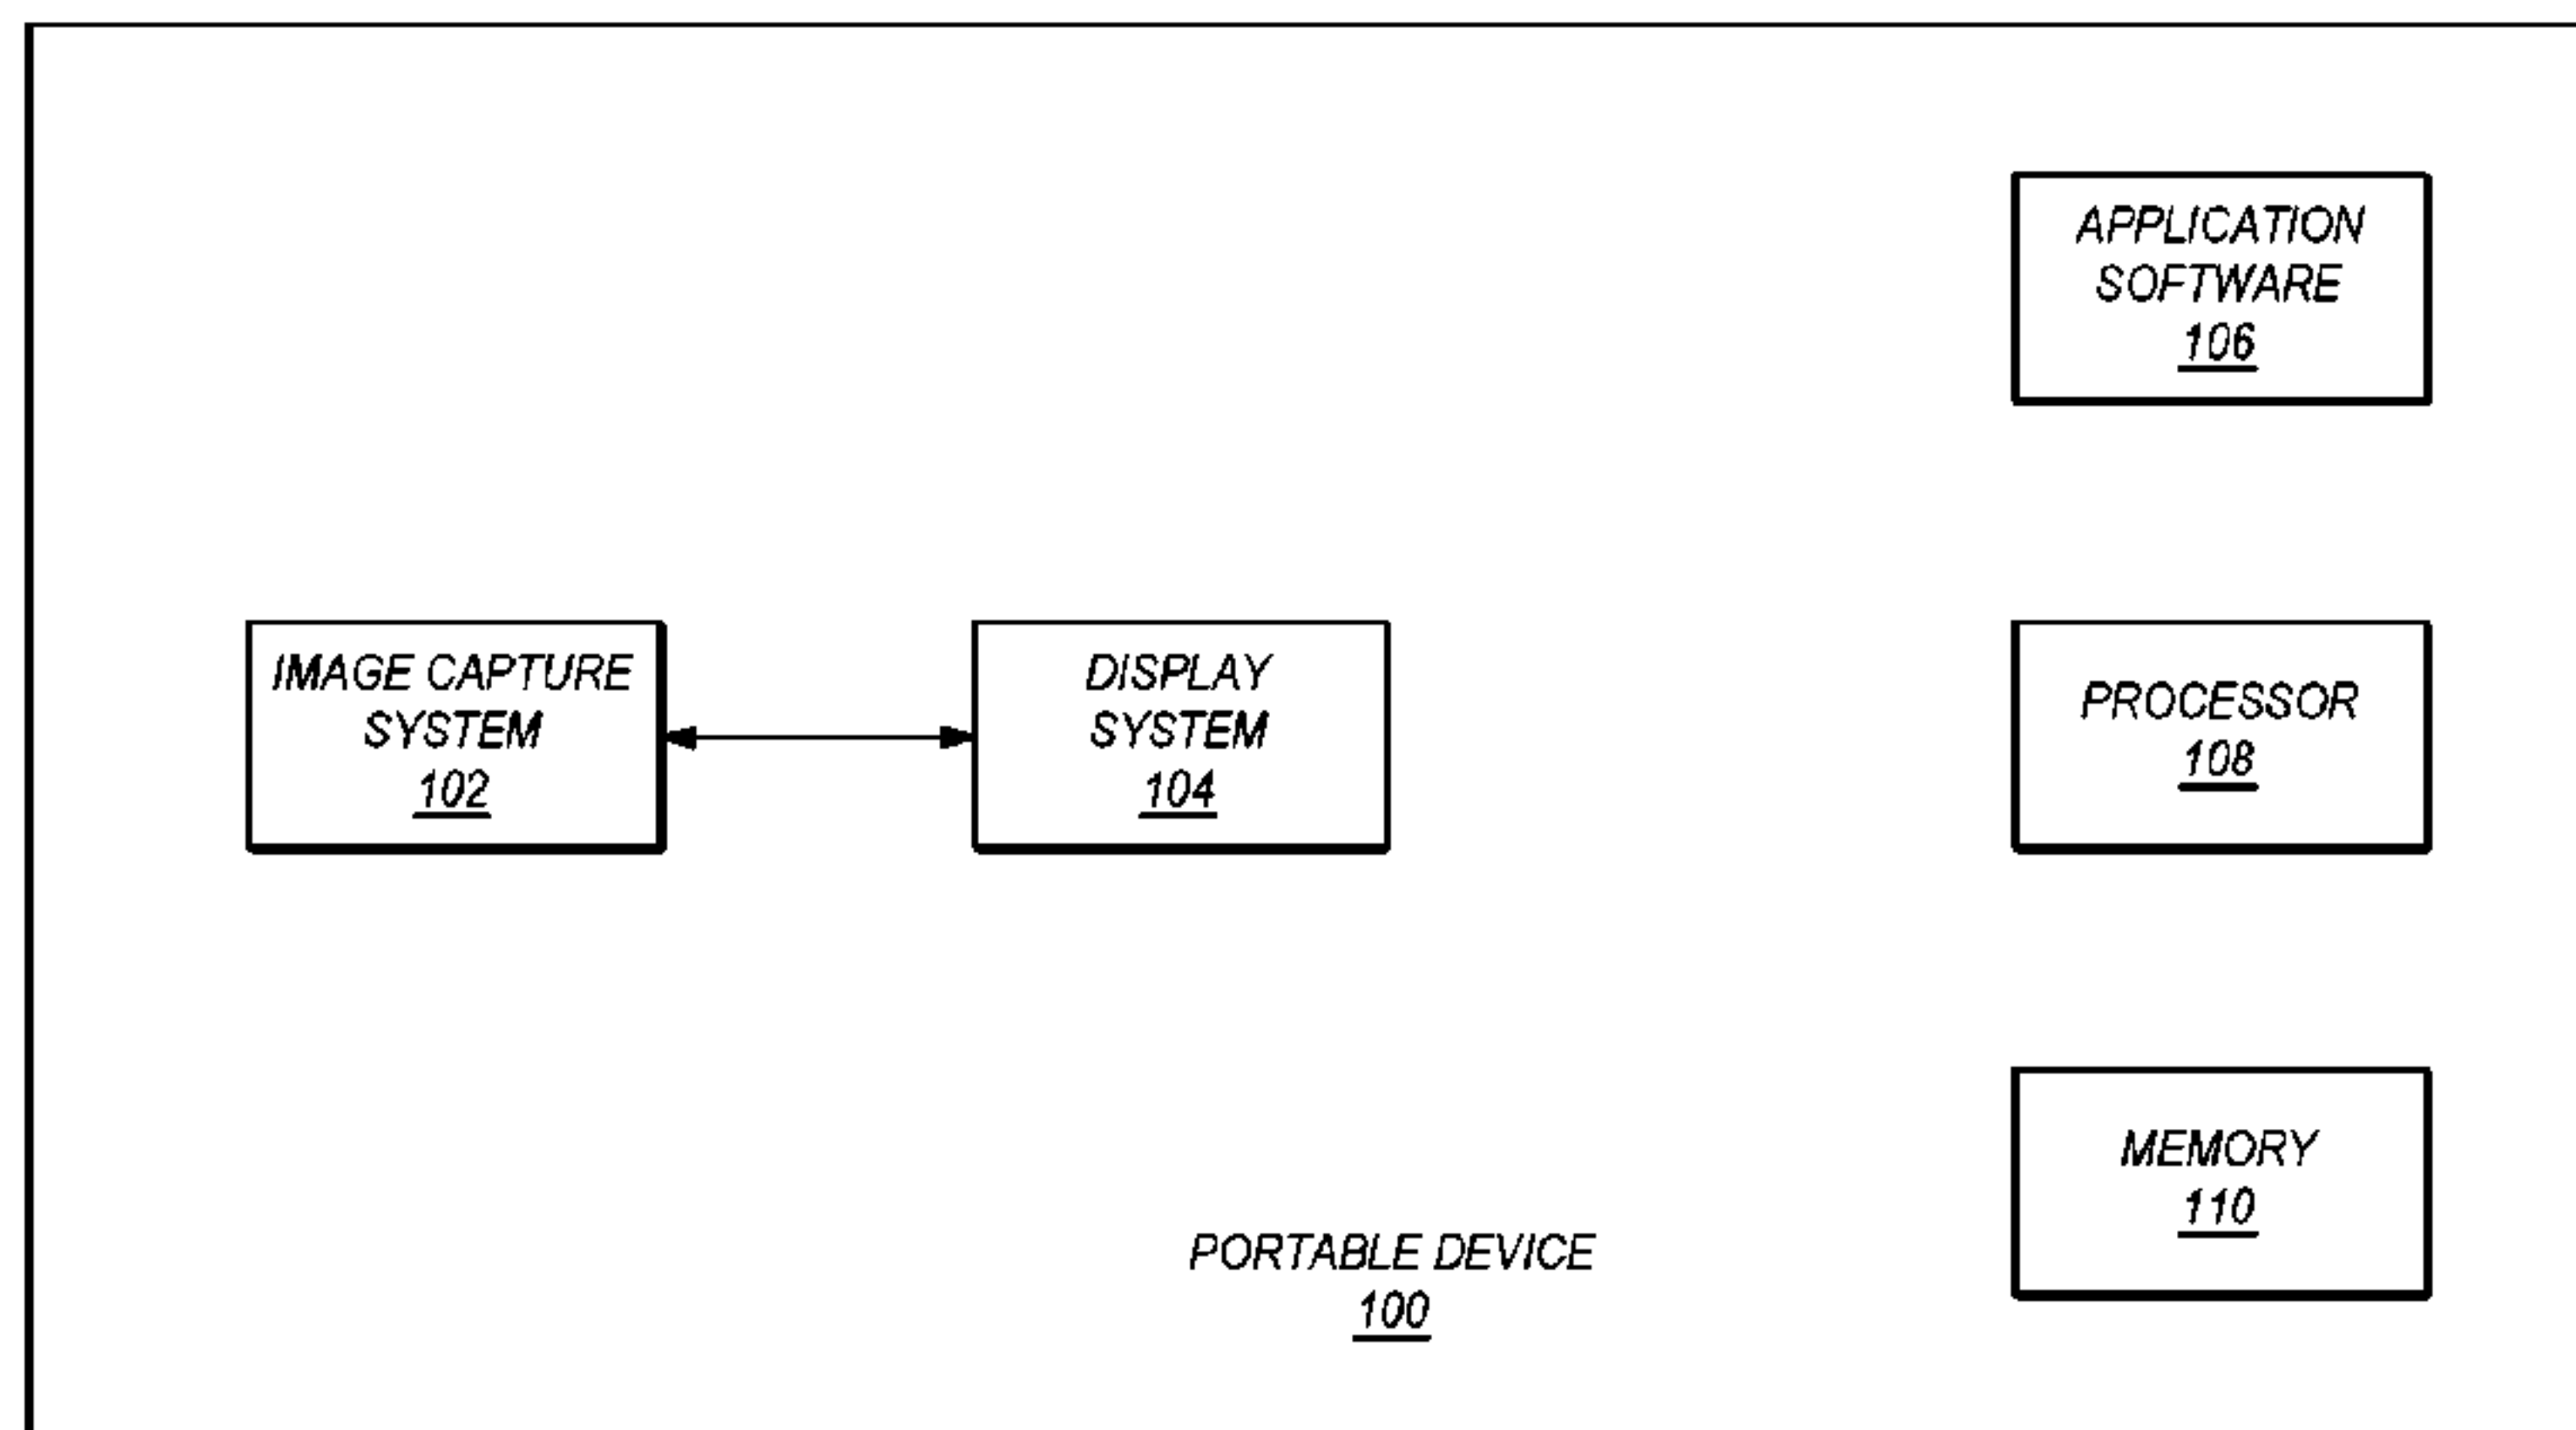 APPLICATION
SOFTWARE
106
IMAGE CAPTURE
SYSTEM
102
DISPLAY
SYSTEM
104
PROCESSOR
108
MEMORY
110
PORTABLE DEVICE
100